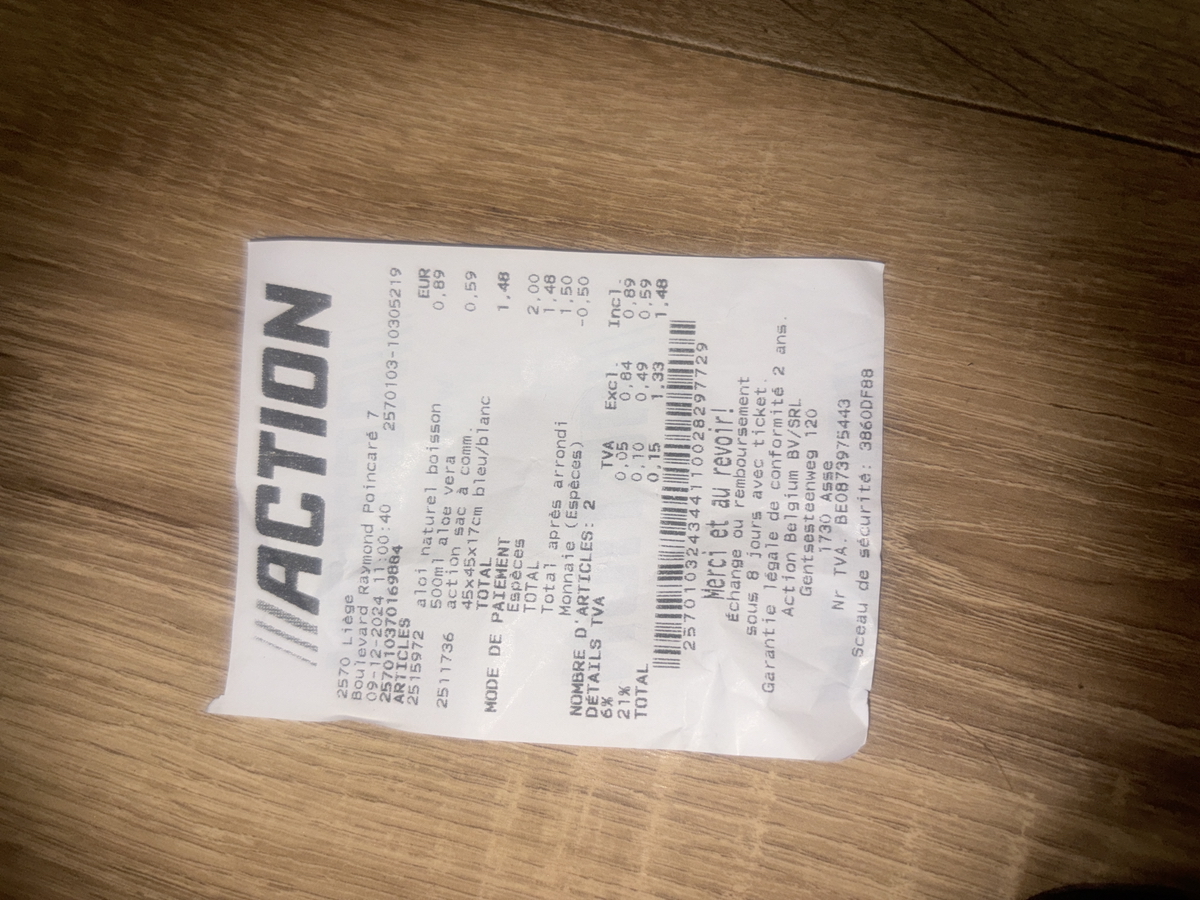 ///ACTION
2570 Liège
Boulevard Raymond Poincaré 7
09-12-2024 11:00:40 2570103-10305219
2570103701698​84
ARTICLES EUR
2515972 aloi naturel boisson 0,89
500ml aloe vera
2511736 action sac à comm. 0,59
45x45x17cm bleu/blanc
TOTAL 1,48
MODE DE PAIEMENT
Espèces 2,00
TOTAL 1,48
Total après arrondi 1,50
Monnaie (Espèces) -0,50
NOMBRE D'ARTICLES: 2
DÉTAILS TVA TVA Excl. Incl.
6% 0,05 0,84 0,89
21% 0,10 0,49 0,59
TOTAL 0,15 1,33 1,48
2570103243441100282977​29
Merci et au revoir!
Échange ou remboursement
sous 8 jours avec ticket.
Garantie légale de conformité 2 ans.
Action Belgium BV/SRL
Gentsesteenweg 120
1730 Asse
Nr TVA. BE0873975443
Sceau de sécurité: 3860DF88